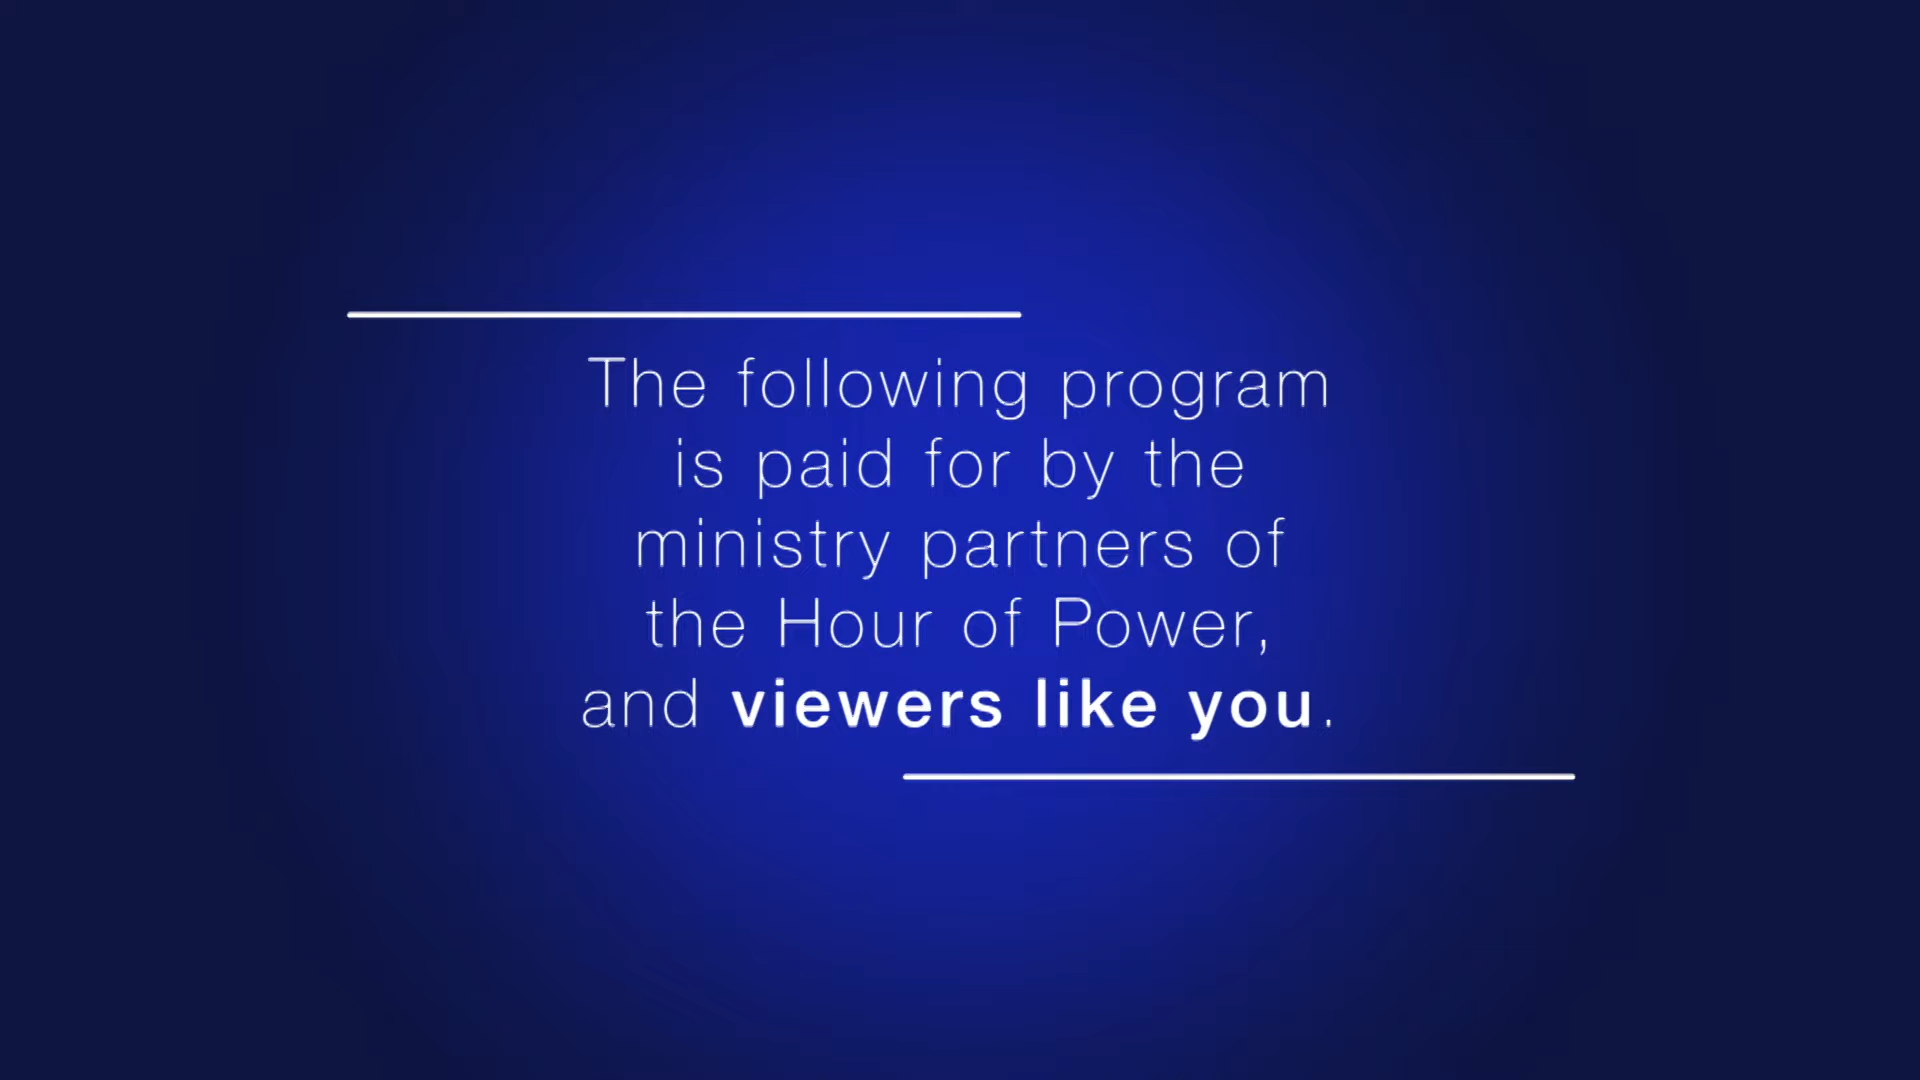 The following program
is paid for by the
ministry partners of
the Hour of Power,
and viewers like you.